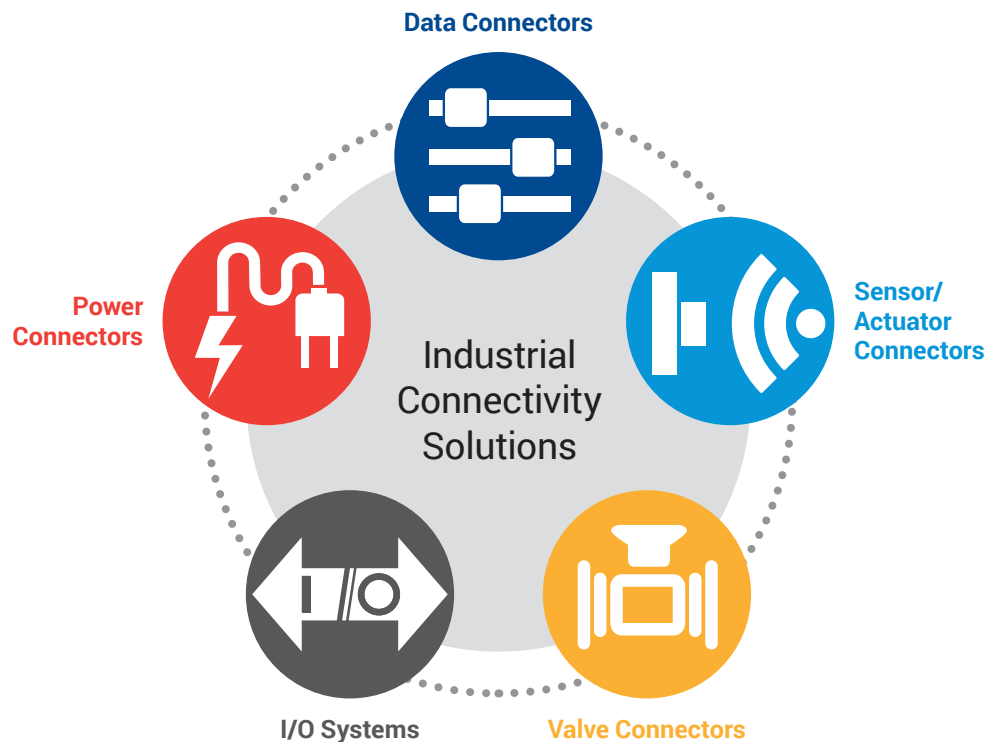 Data Connectors
Power
Connectors
Sensor/
Actuator
Connectors
Industrial
Connectivity
Solutions
I/O
I/O Systems
Valve Connectors